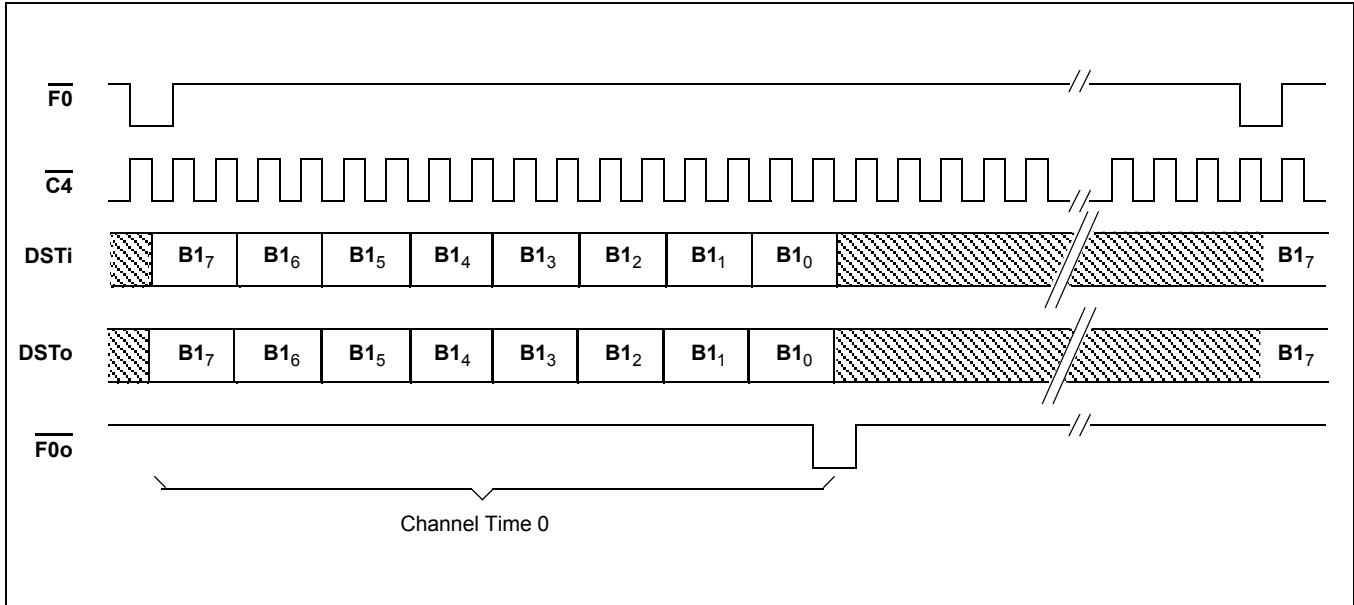 F0
C4
DSTi B1₇ B1₆ B1₅ B1₄ B1₃ B1₂ B1₁ B1₀ B1₇
DSTo B1₇ B1₆ B1₅ B1₄ B1₃ B1₂ B1₁ B1₀ B1₇
F0o
Channel Time 0